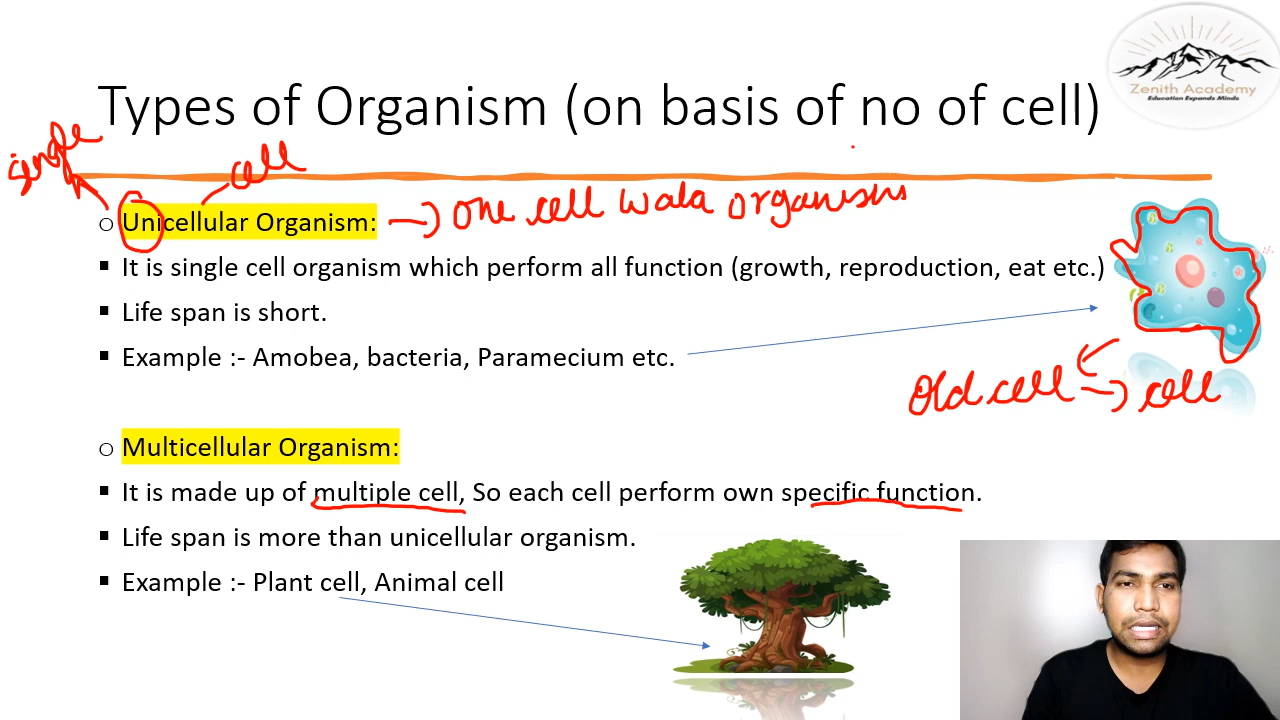 Types of Organism (on basis of no of cell)
Zenith Academy
Education Expands Minds
single
cell
o Unicellular Organism:
→ One cell wala organisms
▪ It is single cell organism which perform all function (growth, reproduction, eat etc.)
▪ Life span is short.
▪ Example :- Amobea, bacteria, Paramecium etc.
Old cell → cell
o Multicellular Organism:
▪ It is made up of multiple cell, So each cell perform own specific function.
▪ Life span is more than unicellular organism.
▪ Example :- Plant cell, Animal cell